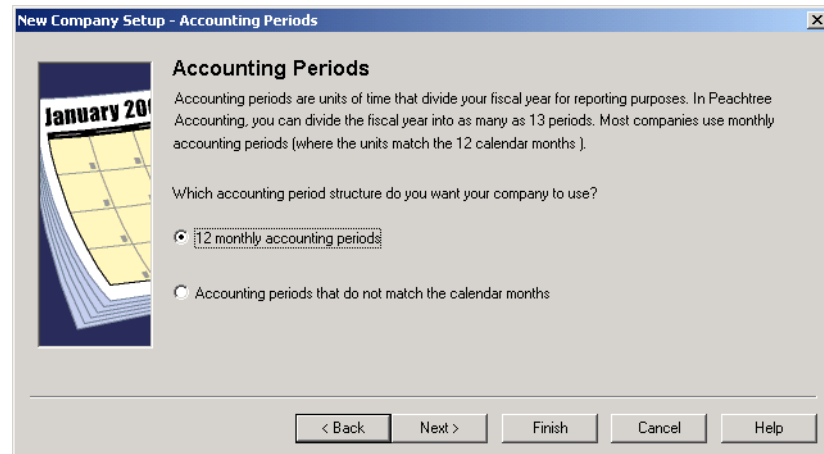 New Company Setup - Accounting Periods
January 200
Accounting Periods
Accounting periods are units of time that divide your fiscal year for reporting purposes. In Peachtree
Accounting, you can divide the fiscal year into as many as 13 periods. Most companies use monthly
accounting periods (where the units match the 12 calendar months ).
Which accounting period structure do you want your company to use?
12 monthly accounting periods
Accounting periods that do not match the calendar months
< Back
Next >
Finish
Cancel
Help